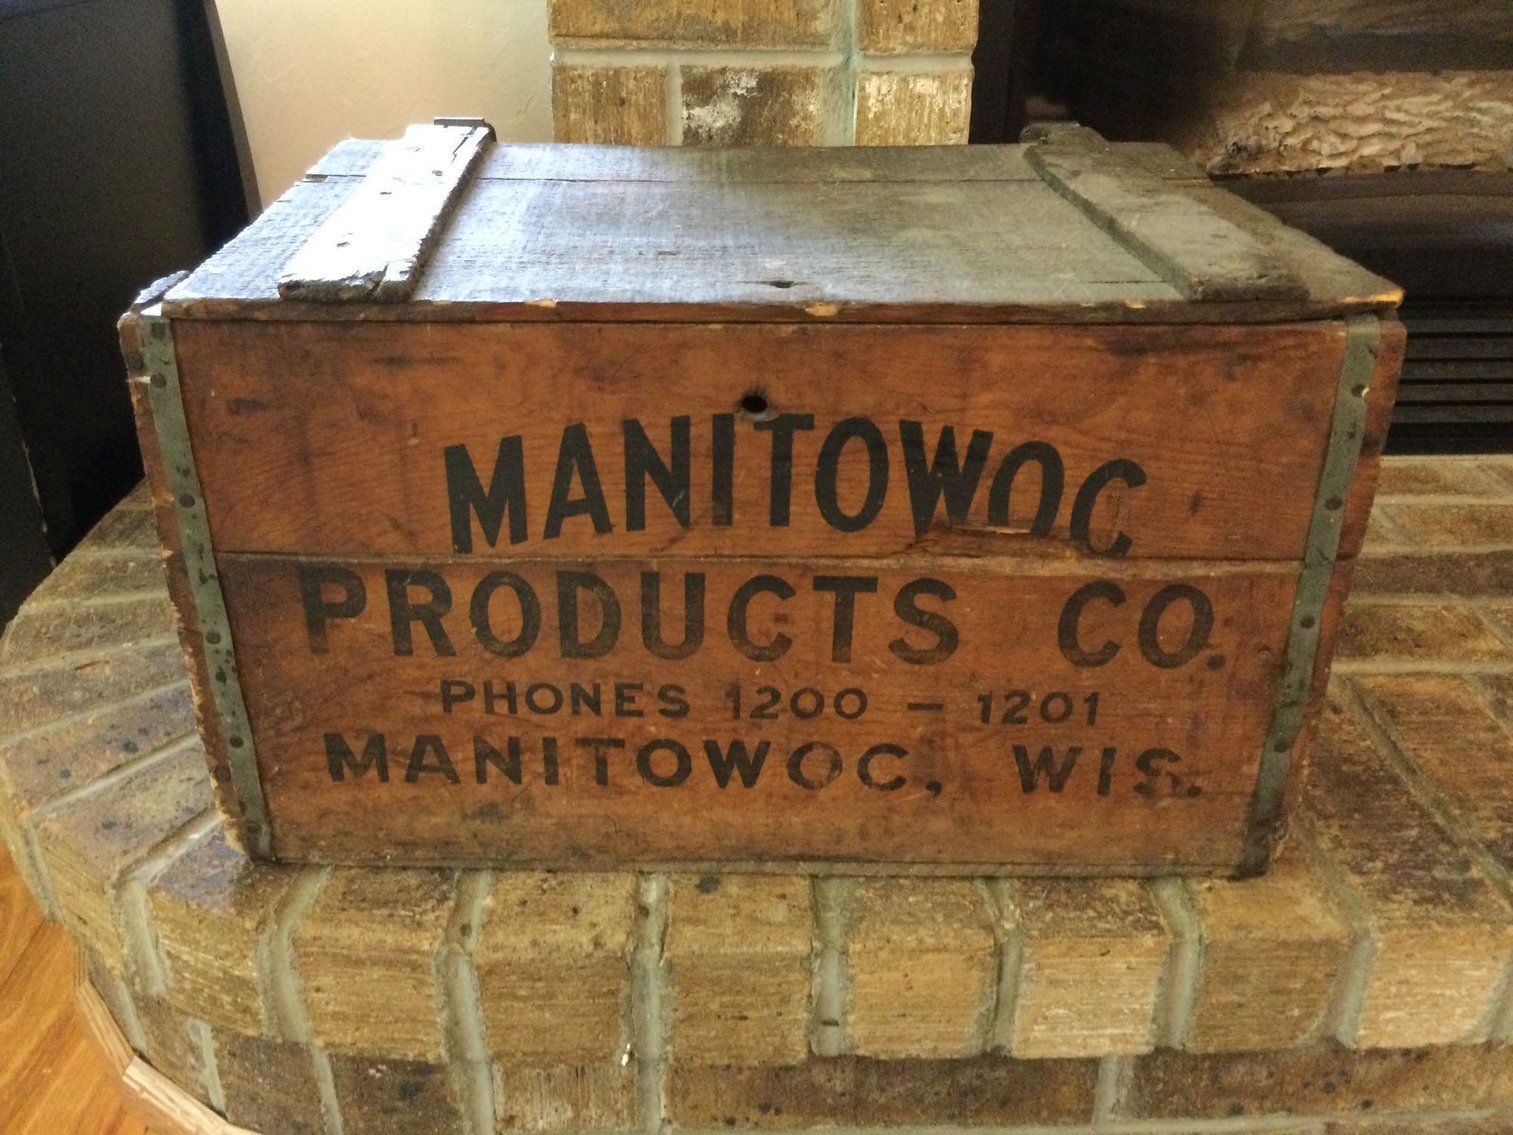 MANITOWOC
PRODUCTS CO.
PHONES 1200 - 1201
MANITOWOC, WIS.